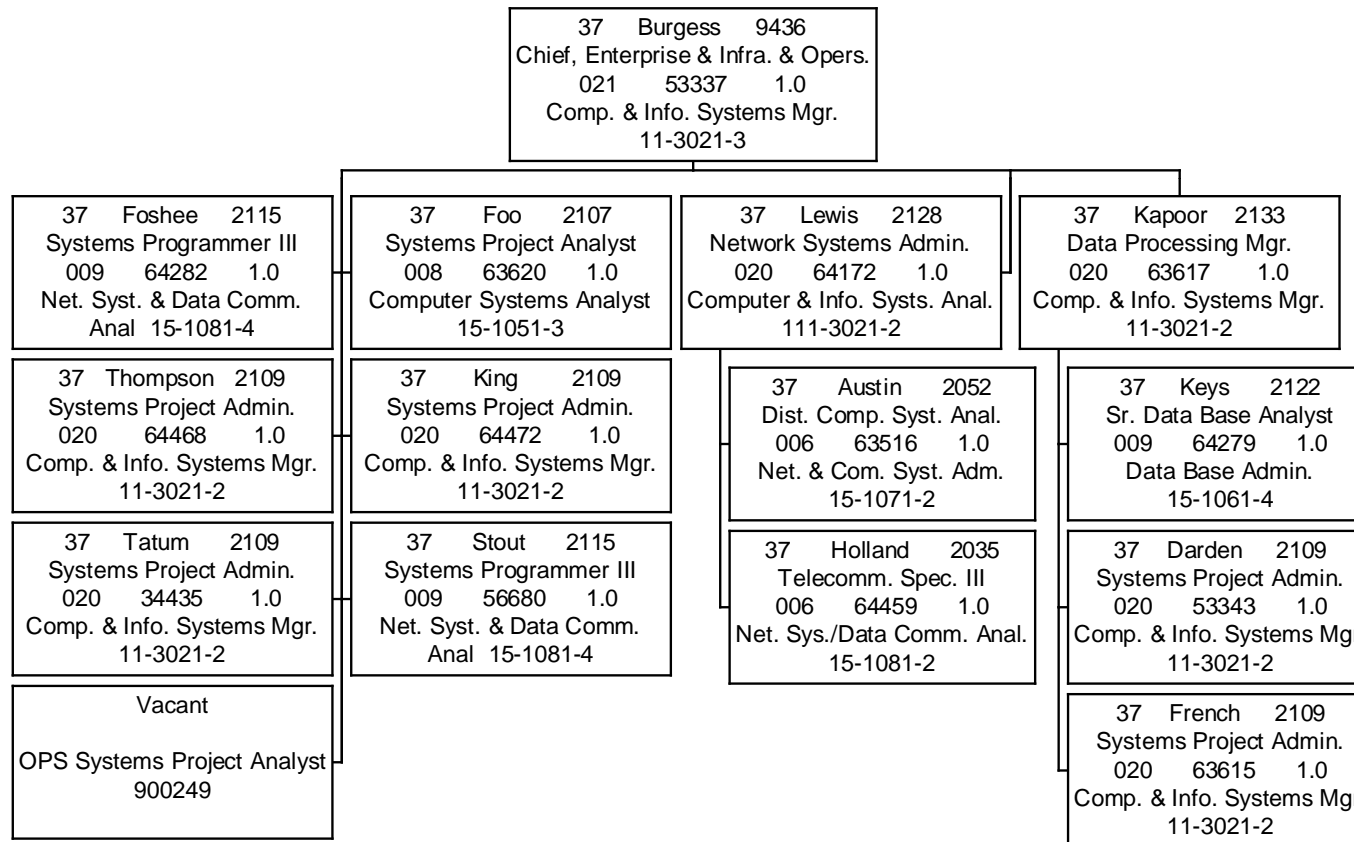 37 Burgess 9436
Chief, Enterprise & Infra. & Opers.
021 53337 1.0
Comp. & Info. Systems Mgr.
11-3021-3
37 Foshee 2115
Systems Programmer III
009 64282 1.0
Net. Syst. & Data Comm.
Anal 15-1081-4
37 Foo 2107
Systems Project Analyst
008 63620 1.0
Computer Systems Analyst
15-1051-3
37 Lewis 2128
Network Systems Admin.
020 64172 1.0
Computer & Info. Systs. Anal.
111-3021-2
37 Kapoor 2133
Data Processing Mgr.
020 63617 1.0
Comp. & Info. Systems Mgr.
11-3021-2
37 Thompson 2109
Systems Project Admin.
020 64468 1.0
Comp. & Info. Systems Mgr.
11-3021-2
37 King 2109
Systems Project Admin.
020 64472 1.0
Comp. & Info. Systems Mgr.
11-3021-2
37 Austin 2052
Dist. Comp. Syst. Anal.
006 63516 1.0
Net. & Com. Syst. Adm.
15-1071-2
37 Keys 2122
Sr. Data Base Analyst
009 64279 1.0
Data Base Admin.
15-1061-4
37 Tatum 2109
Systems Project Admin.
020 34435 1.0
Comp. & Info. Systems Mgr.
11-3021-2
37 Stout 2115
Systems Programmer III
009 56680 1.0
Net. Syst. & Data Comm.
Anal 15-1081-4
37 Holland 2035
Telecomm. Spec. III
006 64459 1.0
Net. Sys./Data Comm. Anal.
15-1081-2
37 Darden 2109
Systems Project Admin.
020 53343 1.0
Comp. & Info. Systems Mg
11-3021-2
Vacant
OPS Systems Project Analyst
900249
37 French 2109
Systems Project Admin.
020 63615 1.0
Comp. & Info. Systems Mg
11-3021-2